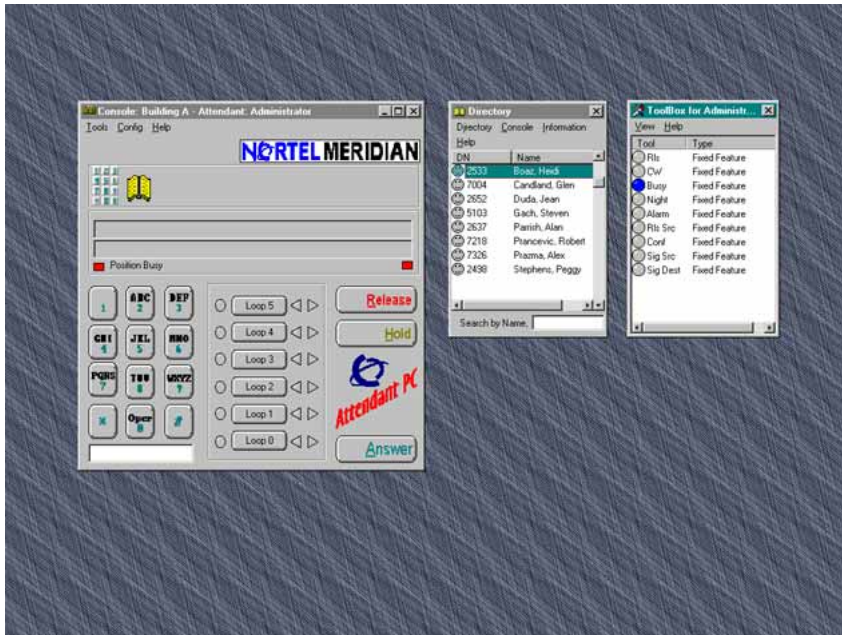 Console: Building A - Attendant: Administrator
Tools Config Help
NORTEL MERIDIAN
Position Busy
1
ABC 2
DEF 3
GHI 4
JKL 5
MNO 6
PQRS 7
TUV 8
WXYZ 9
*
Oper 0
#
Loop 5
Loop 4
Loop 3
Loop 2
Loop 1
Loop 0
Release
Hold
Attendant PC
Answer
Directory
Directory Console Information
Help
DN Name
2533 Boaz, Heidi
7004 Candland, Glen
2652 Duda, Jean
5103 Gach, Steven
2637 Parrish, Alan
7218 Prancevic, Robert
7326 Prazma, Alex
2498 Stephens, Peggy
Search by Name,
ToolBox for Administr...
View Help
Tool Type
Rls Fixed Feature
CW Fixed Feature
Busy Fixed Feature
Night Fixed Feature
Alarm Fixed Feature
Rls Src Fixed Feature
Conf Fixed Feature
Sig Src Fixed Feature
Sig Dest Fixed Feature